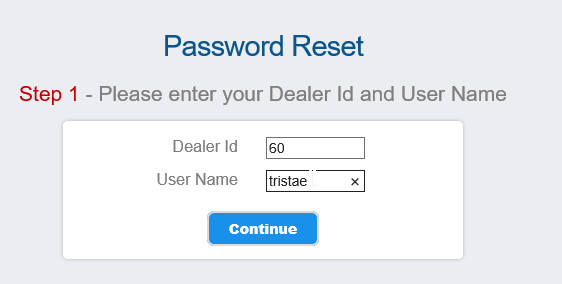 Password Reset
Step 1 - Please enter your Dealer Id and User Name
Dealer Id 60
User Name tristae ×
Continue